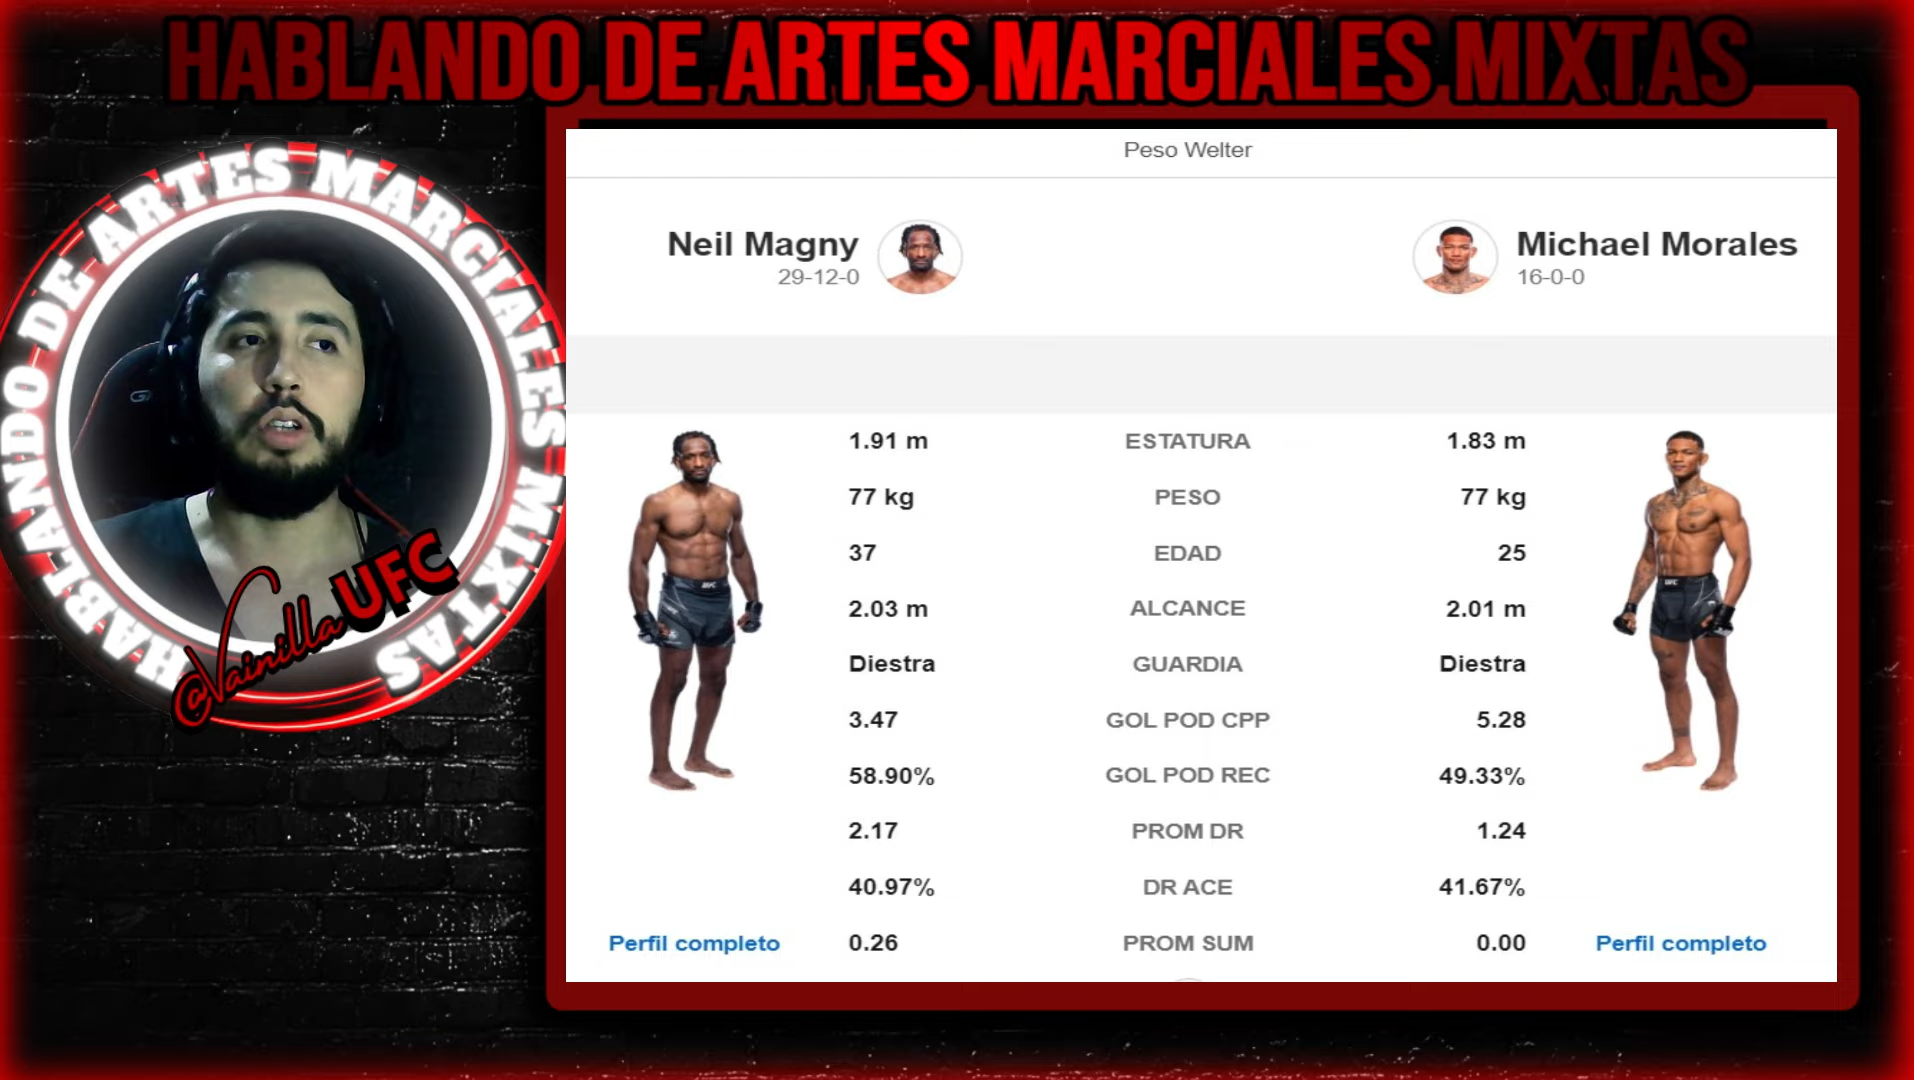 HABLANDO DE ARTES MARCIALES MIXTAS
HABLANDO DE ARTES MARCIALES MIXTAS
@Vainilla UFC
Peso Welter
Neil Magny
29-12-0
Michael Morales
16-0-0
1.91 m ESTATURA 1.83 m
77 kg PESO 77 kg
37 EDAD 25
2.03 m ALCANCE 2.01 m
Diestra GUARDIA Diestra
3.47 GOL POD CPP 5.28
58.90% GOL POD REC 49.33%
2.17 PROM DR 1.24
40.97% DR ACE 41.67%
Perfil completo 0.26 PROM SUM 0.00 Perfil completo